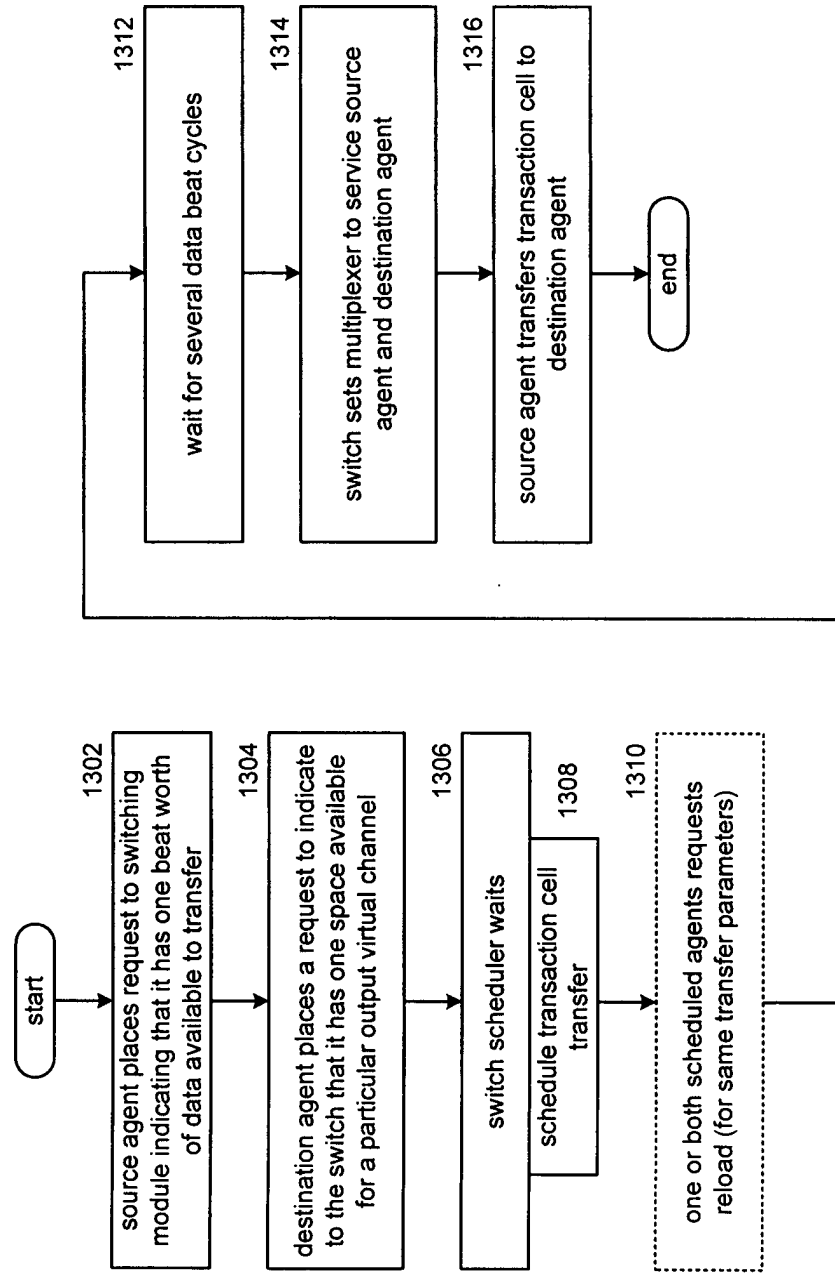 start
1302
source agent places request to switching
module indicating that it has one beat worth
of data available to transfer
1304
destination agent places a request to indicate
to the switch that it has one space available
for a particular output virtual channel
1306
switch scheduler waits
1308
schedule transaction cell
transfer
1310
one or both scheduled agents requests
reload (for same transfer parameters)
1312
wait for several data beat cycles
1314
switch sets multiplexer to service source
agent and destination agent
1316
source agent transfers transaction cell to
destination agent
end